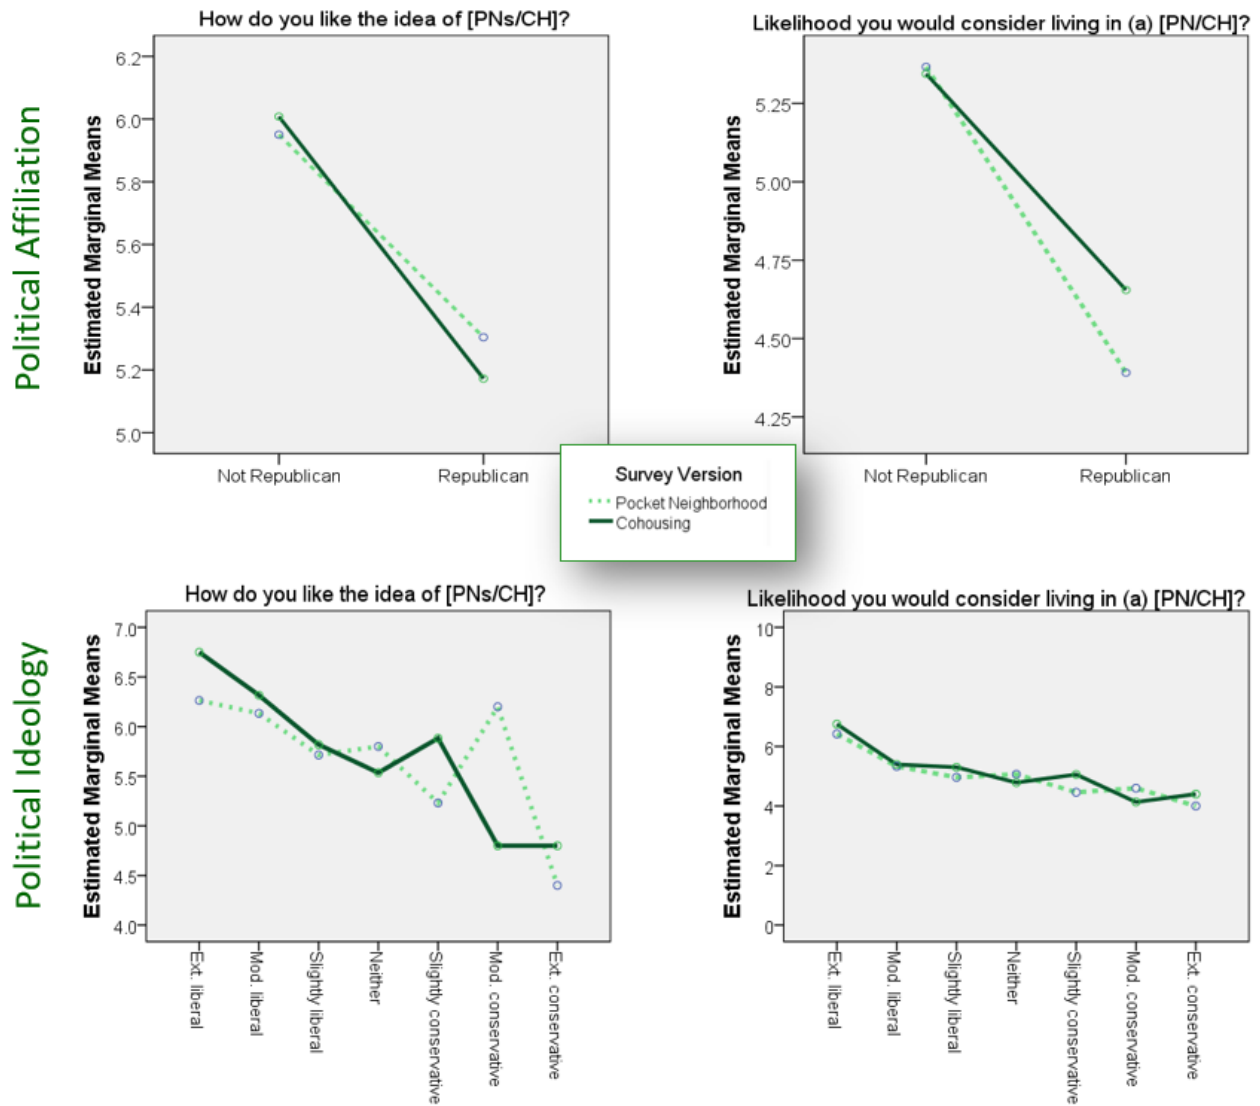 How do you like the idea of [PNs/CH]?
Political Affiliation
Estimated Marginal Means
6.2
6.0
5.8
5.6
5.4
5.2
5.0
Not Republican
Republican
Likelihood you would consider living in (a) [PN/CH]?
Estimated Marginal Means
5.25
5.00
4.75
4.50
4.25
Not Republican
Republican
Survey Version
Pocket Neighborhood
Cohousing
How do you like the idea of [PNs/CH]?
Political Ideology
Estimated Marginal Means
7.0
6.5
6.0
5.5
5.0
4.5
4.0
Ext. liberal
Mod. liberal
Slightly liberal
Neither
Slightly conservative
Mod. conservative
Ext. conservative
Likelihood you would consider living in (a) [PN/CH]?
Estimated Marginal Means
10
8
6
4
2
0
Ext. liberal
Mod. liberal
Slightly liberal
Neither
Slightly conservative
Mod. conservative
Ext. conservative